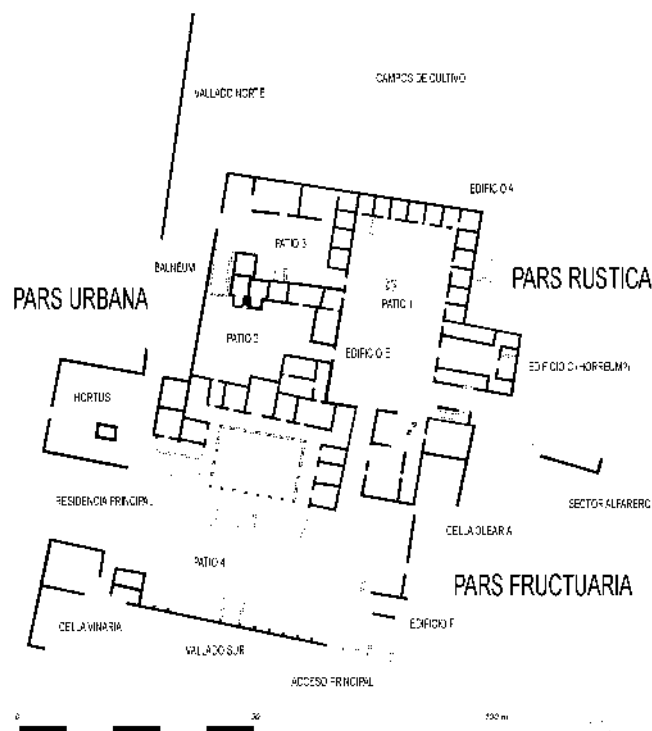 CAMPOS DE CULTIVO
VALLADO NORTE
EDIFICIO A
PATIO 3
BALNEUM
PARS RUSTICA
PARS URBANA
PATIO 1
PATIO 2
EDIFICIO E
EDIFICIO C (HORREUM?)
HORTUS
RESIDENCIA PRINCIPAL
SECTOR ALFARERO
CELLA OLEARIA
PATIO 4
PARS FRUCTUARIA
CELLA VINARIA
EDIFICIO F
VALLADO SUR
ACCESO PRINCIPAL
0 50 100 m